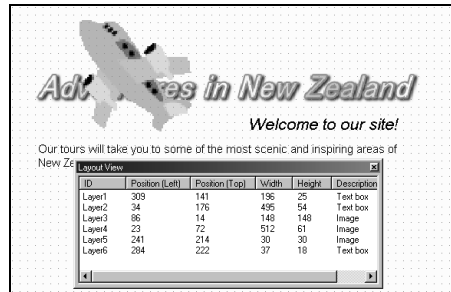 Adv res in New Zealand
Welcome to our site!
Our tours will take you to some of the most scenic and inspiring areas of
New Ze
Layout View
ID Position (Left) Position (Top) Width Height Description
Layer1 309 141 196 25 Text box
Layer2 34 176 495 54 Text box
Layer3 86 14 148 148 Image
Layer4 23 72 512 61 Image
Layer5 241 214 30 30 Image
Layer6 284 222 37 18 Text box